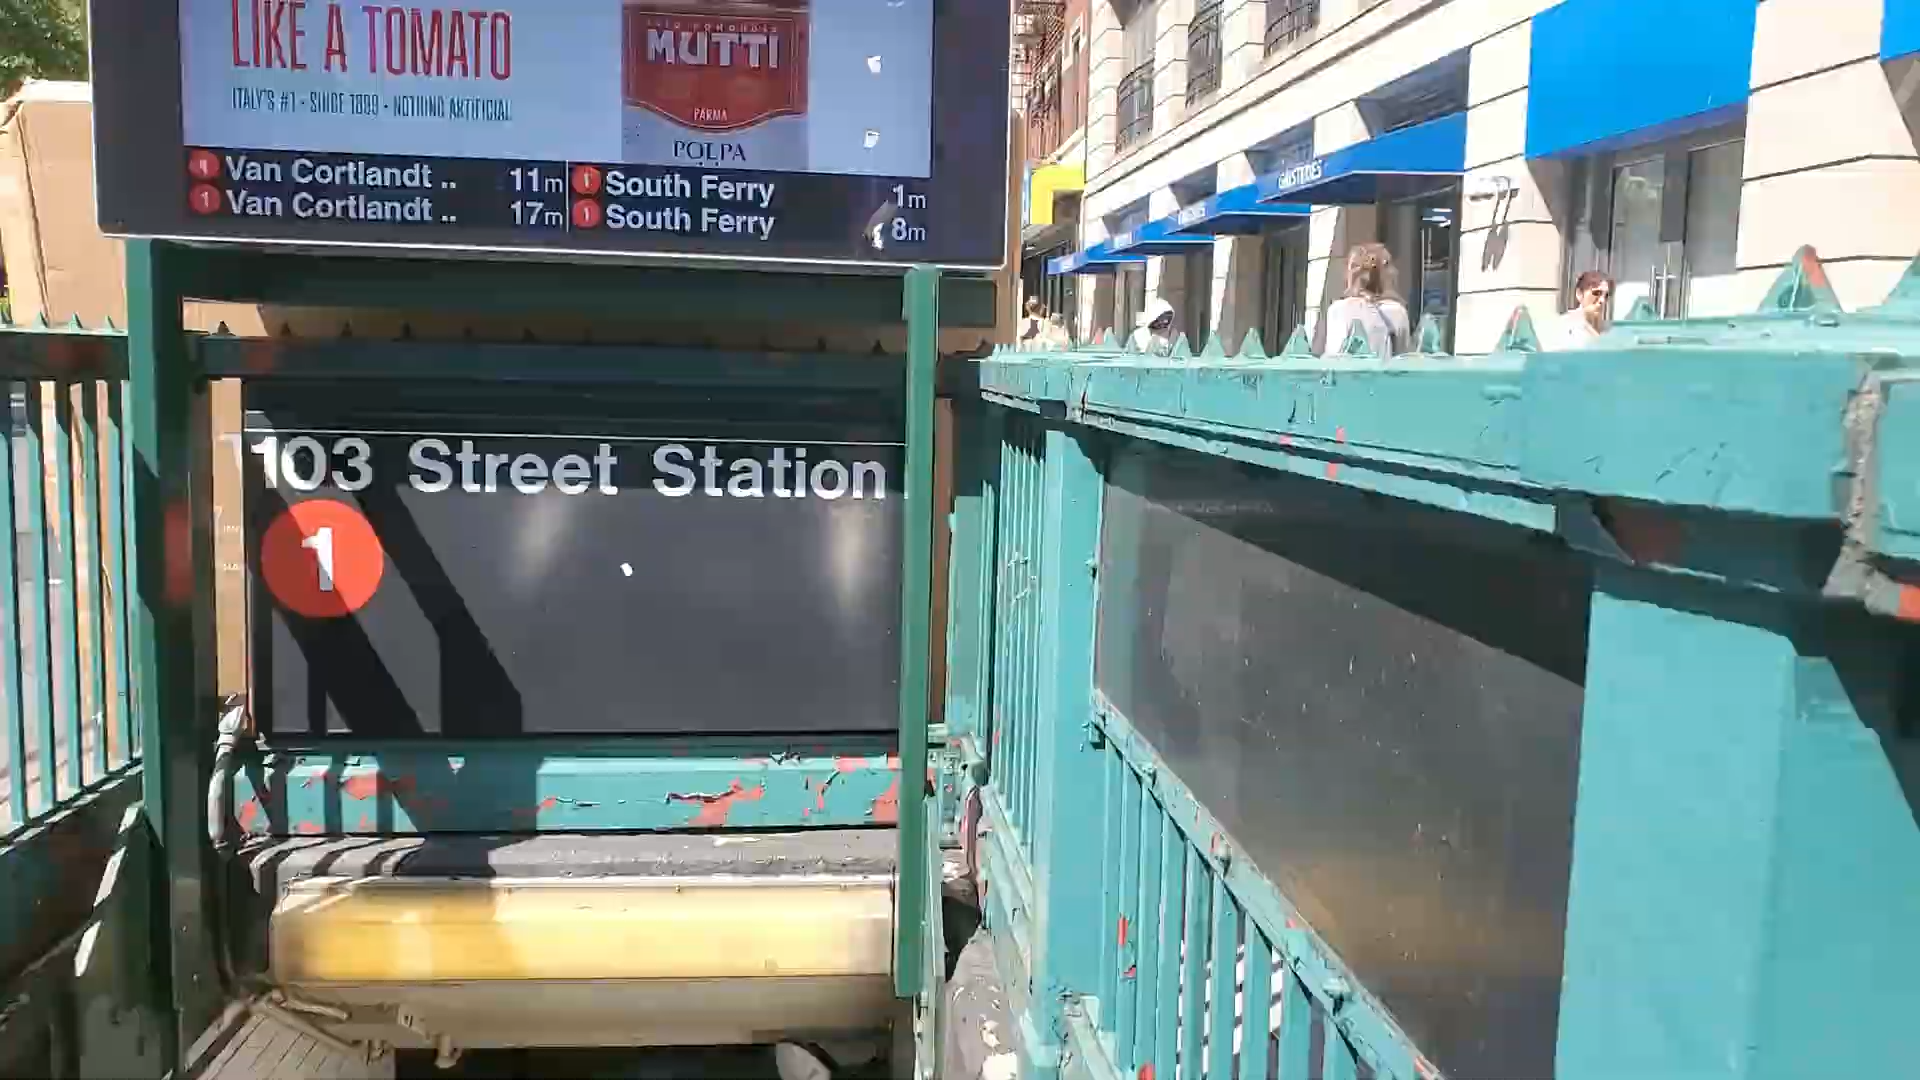 LIKE A TOMATO
ITALY'S #1 • SINCE 1899 • NOTHING ARTIFICIAL
MUTTI
PARMA
POLPA
1 Van Cortlandt .. 11m
1 Van Cortlandt .. 17m
1 South Ferry 1m
1 South Ferry 8m
103 Street Station
1